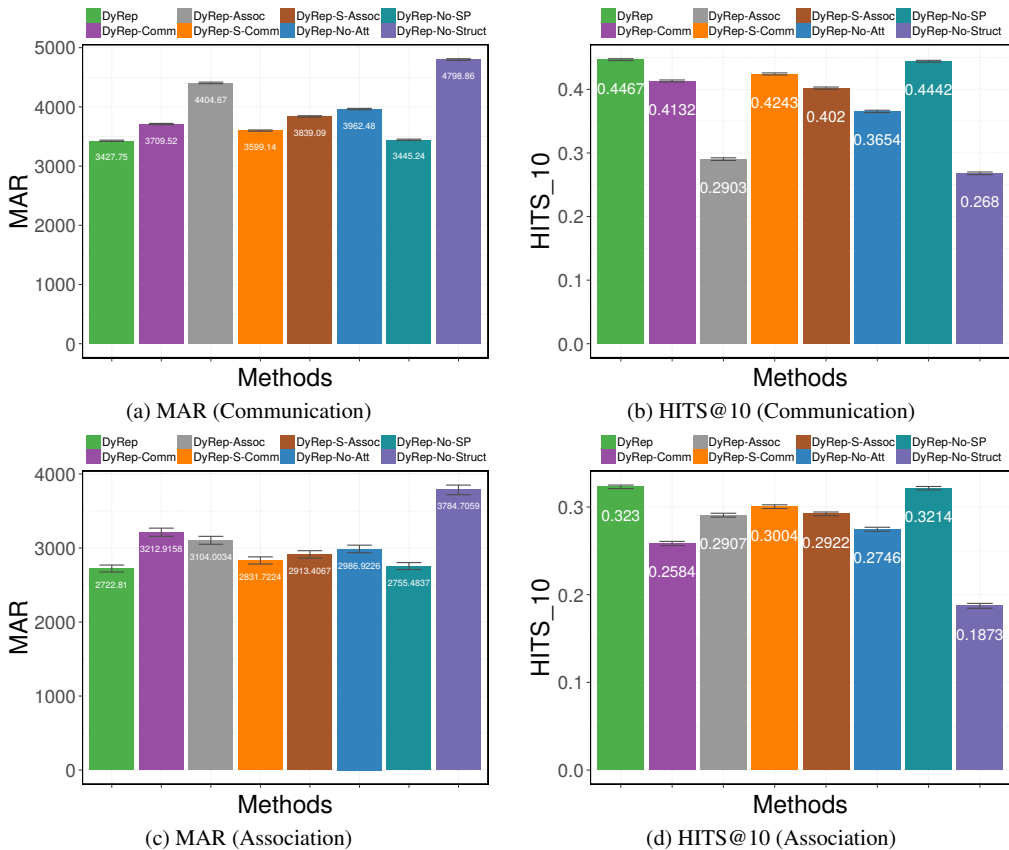 DyRep DyRep-Assoc DyRep-S-Assoc DyRep-No-SP
DyRep-Comm DyRep-S-Comm DyRep-No-Att DyRep-No-Struct
5000
4000
3000
2000
1000
0
MAR
3427.75
3709.52
4404.67
3599.14
3839.09
3962.48
3445.24
4798.86
Methods
(a) MAR (Communication)
DyRep DyRep-Assoc DyRep-S-Assoc DyRep-No-SP
DyRep-Comm DyRep-S-Comm DyRep-No-Att DyRep-No-Struct
0.4
0.3
0.2
0.1
0.0
HITS_10
0.4467
0.4132
0.2903
0.4243
0.402
0.3654
0.4442
0.268
Methods
(b) HITS@10 (Communication)
DyRep DyRep-Assoc DyRep-S-Assoc DyRep-No-SP
DyRep-Comm DyRep-S-Comm DyRep-No-Att DyRep-No-Struct
4000
3000
2000
1000
0
MAR
2722.81
3212.9158
3104.0034
2831.7224
2913.4067
2986.9226
2755.4837
3784.7059
Methods
(c) MAR (Association)
DyRep DyRep-Assoc DyRep-S-Assoc DyRep-No-SP
DyRep-Comm DyRep-S-Comm DyRep-No-Att DyRep-No-Struct
0.3
0.2
0.1
0.0
HITS_10
0.323
0.2584
0.2907
0.3004
0.2922
0.2746
0.3214
0.1873
Methods
(d) HITS@10 (Association)